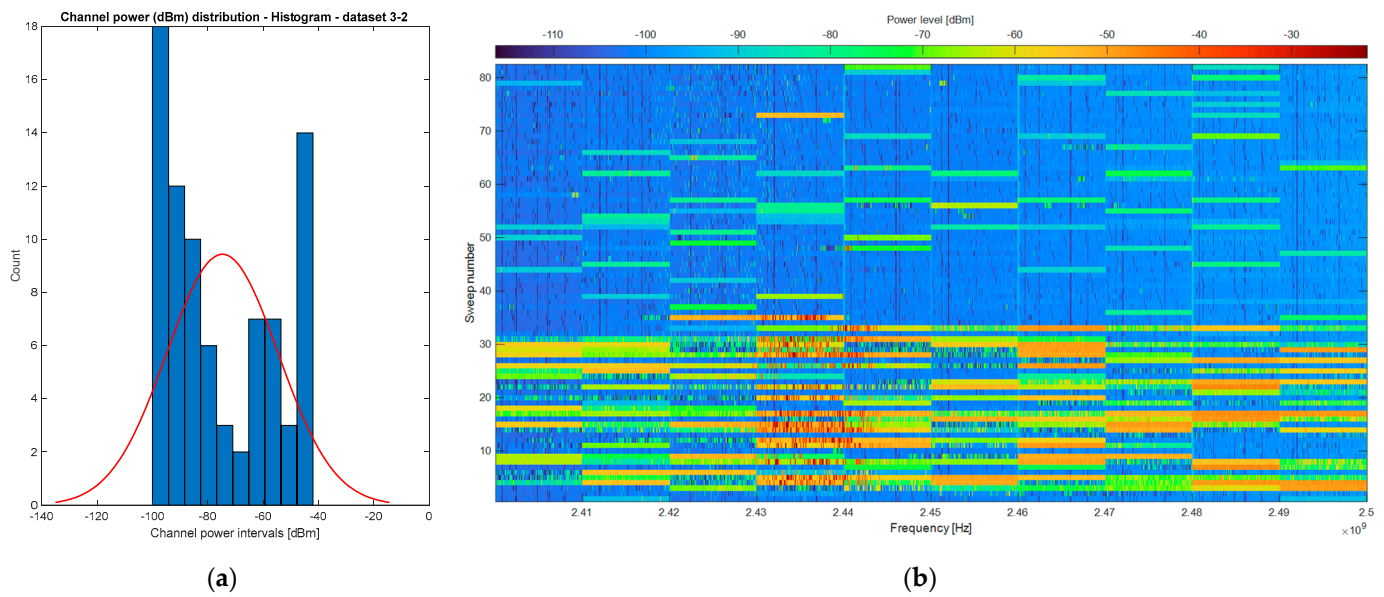 Channel power (dBm) distribution - Histogram - dataset 3-2
18
16
14
12
10
8
6
4
2
0
Count
-140 -120 -100 -80 -60 -40 -20 0
Channel power intervals [dBm]
(a)
Power level [dBm]
-110 -100 -90 -80 -70 -60 -50 -40 -30
80
70
60
50
40
30
20
10
Sweep number
2.41 2.42 2.43 2.44 2.45 2.46 2.47 2.48 2.49 2.5
Frequency [Hz]
×10⁹
(b)